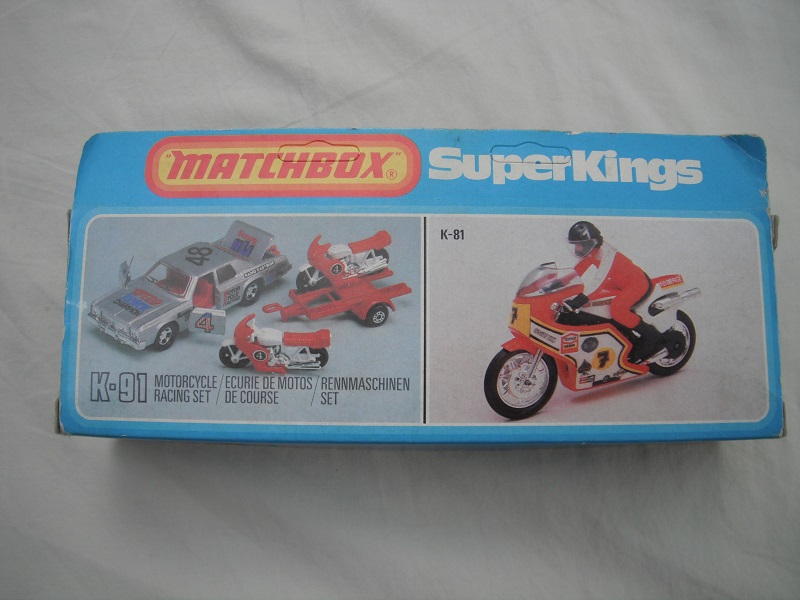 "MATCHBOX"®
SuperKings
48
4
4
4
K-91 MOTORCYCLE / ECURIE DE MOTOS / RENNMASCHINEN
RACING SET / DE COURSE / SET
K-81
7
7